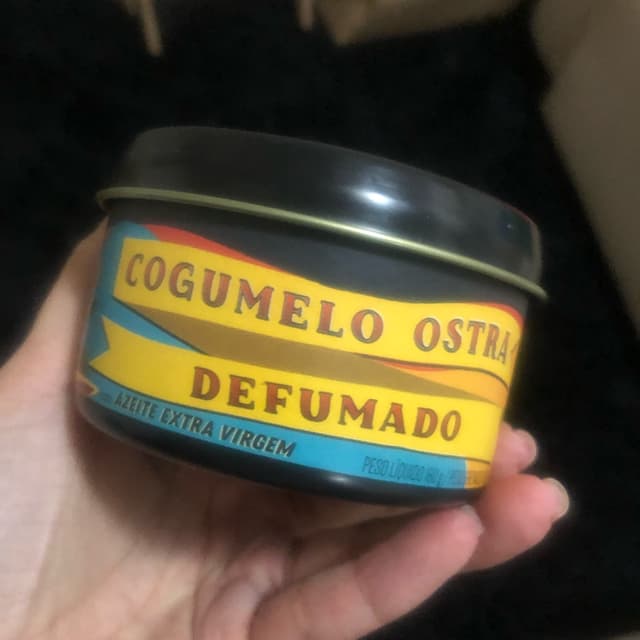 COGUMELO OSTRA
DEFUMADO
AZEITE EXTRA VIRGEM
PESO LÍQUIDO